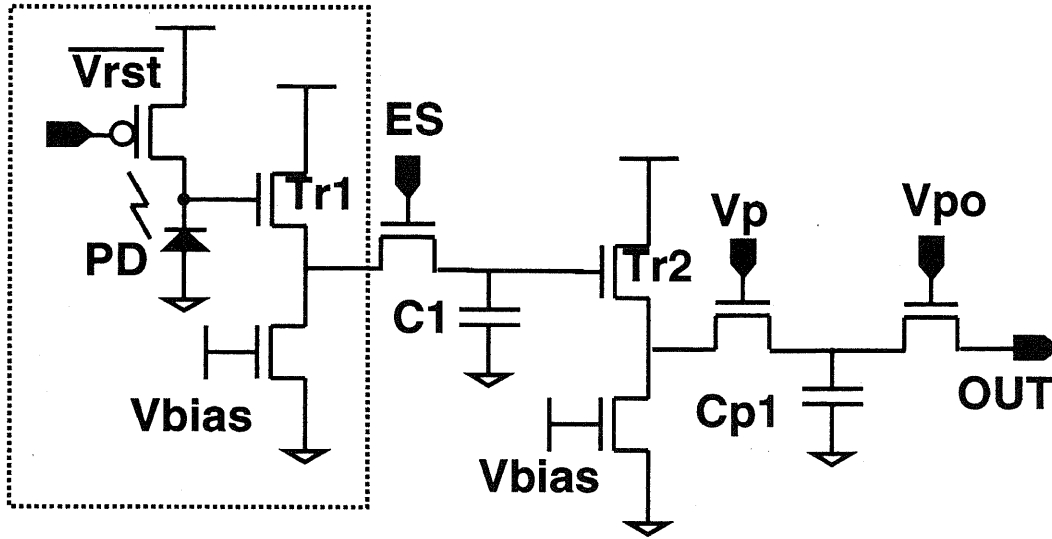 Vrst
ES
Tr1
Vp
Vpo
PD
Tr2
C1
OUT
Vbias
Cp1
Vbias